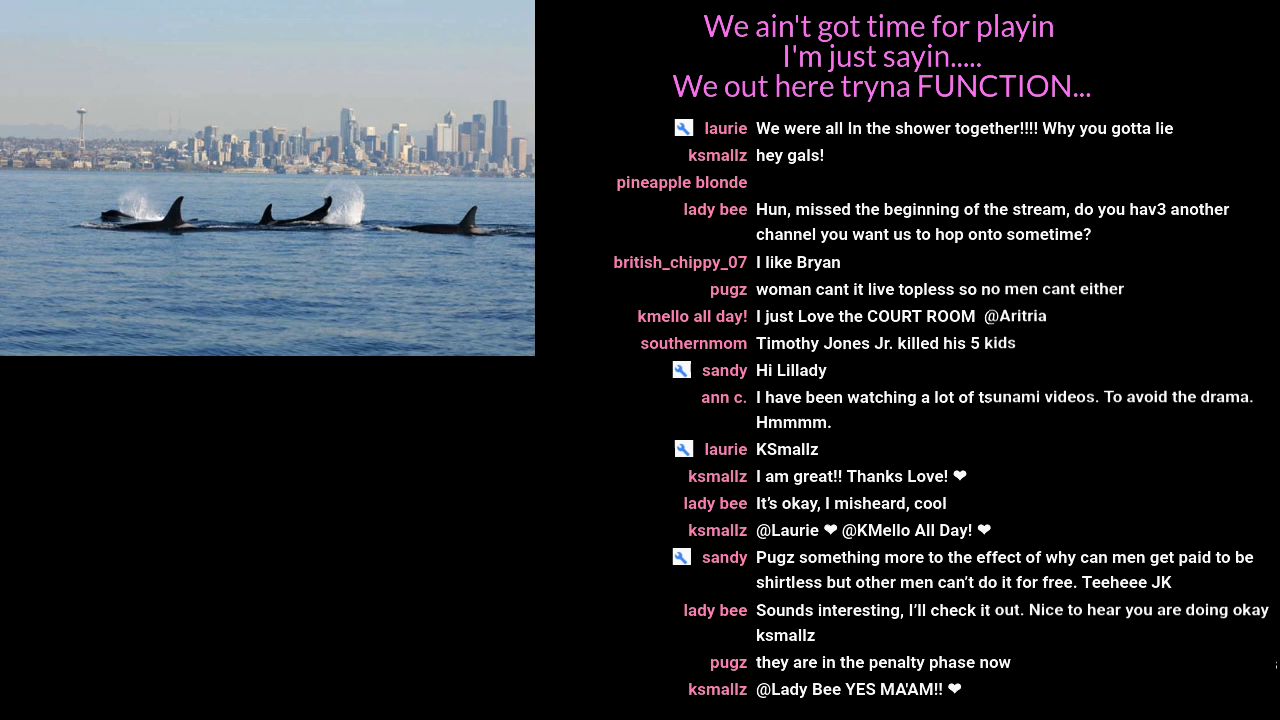 We ain't got time for playin
I'm just sayin.....
We out here tryna FUNCTION...
laurie We were all In the shower together!!!! Why you gotta lie
ksmallz hey gals!
pineapple blonde
lady bee Hun, missed the beginning of the stream, do you hav3 another
channel you want us to hop onto sometime?
british_chippy_07 I like Bryan
pugz woman cant it live topless so no men cant either
kmello all day! I just Love the COURT ROOM @Aritria
southernmom Timothy Jones Jr. killed his 5 kids
sandy Hi Lillady
ann c. I have been watching a lot of tsunami videos. To avoid the drama.
Hmmmm.
laurie KSmallz
ksmallz I am great!! Thanks Love! ❤
lady bee It’s okay, I misheard, cool
ksmallz @Laurie ❤ @KMello All Day! ❤
sandy Pugz something more to the effect of why can men get paid to be
shirtless but other men can’t do it for free. Teeheee JK
lady bee Sounds interesting, I’ll check it out. Nice to hear you are doing okay
ksmallz
pugz they are in the penalty phase now
ksmallz @Lady Bee YES MA'AM!! ❤